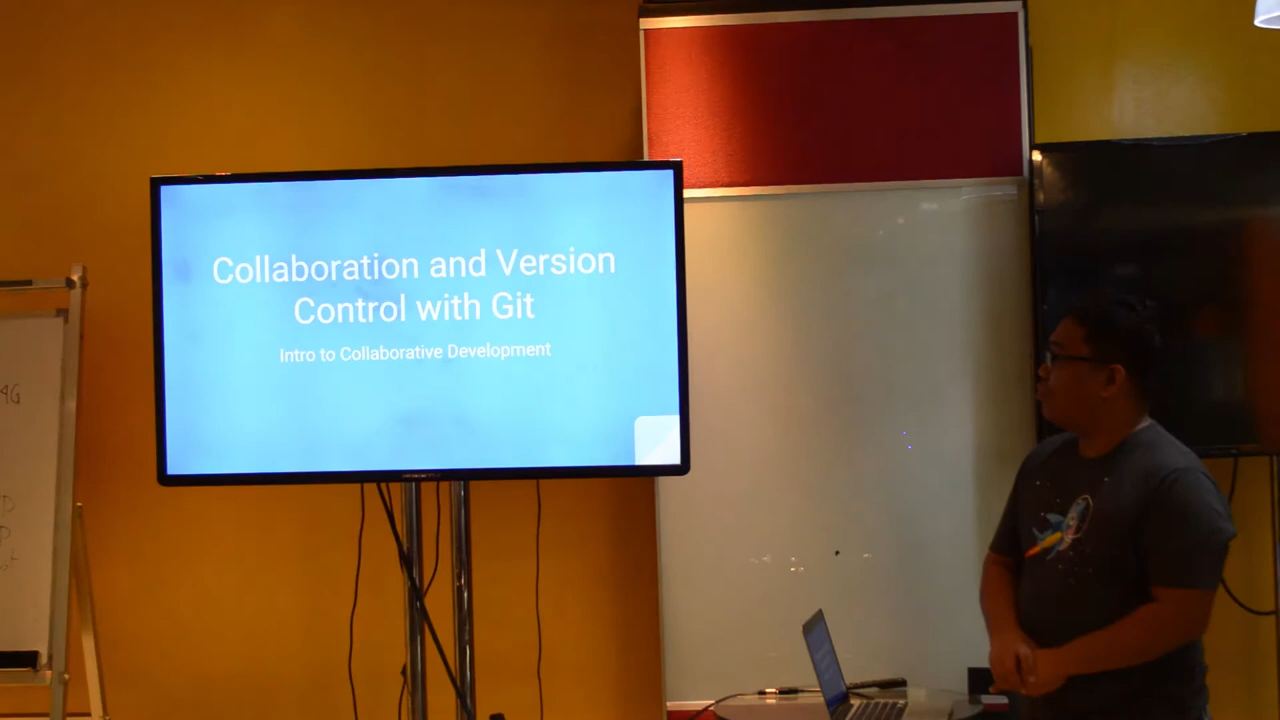 Collaboration and Version
Control with Git
Intro to Collaborative Development